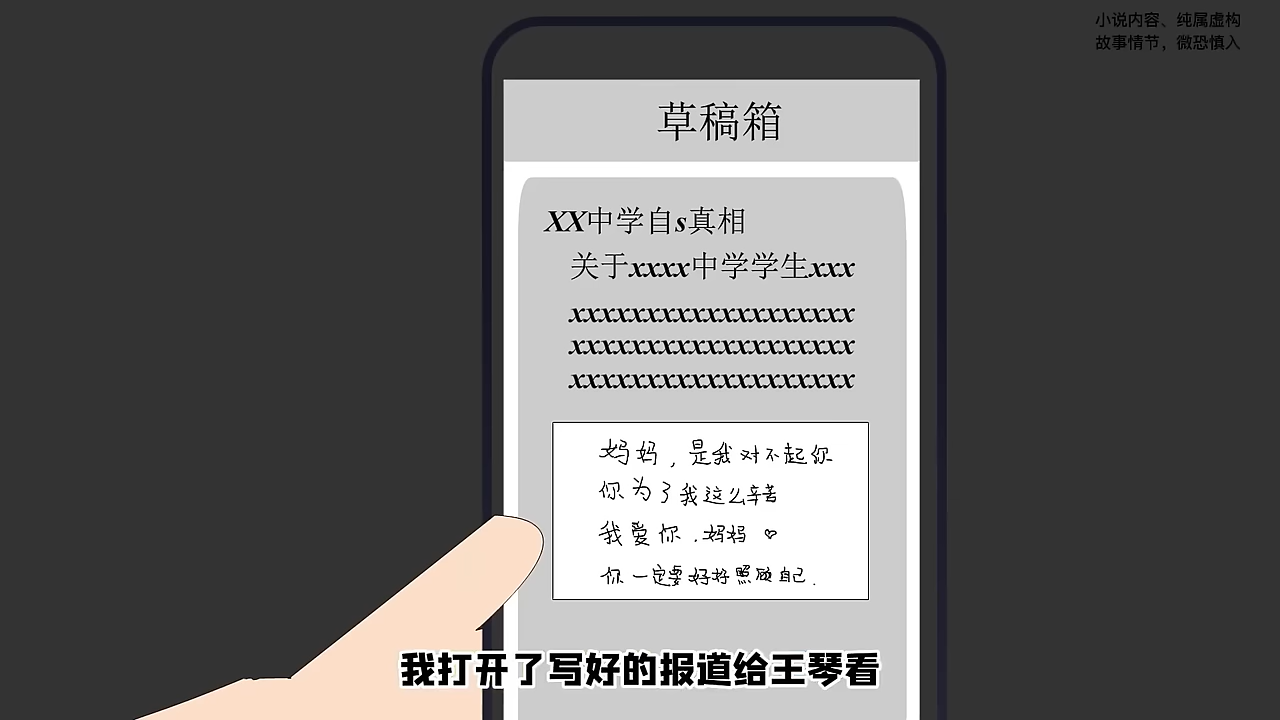 小说内容、纯属虚构
故事情节，微恐慎入
草稿箱
XX中学自s真相
关于xxxx中学学生xxx
xxxxxxxxxxxxxxxxxxx
xxxxxxxxxxxxxxxxxxx
xxxxxxxxxxxxxxxxxxx
妈妈，是我对不起你
你为了我这么辛苦
我爱你.妈妈♡
你一定要好好照顾自己.
我打开了写好的报道给王琴看